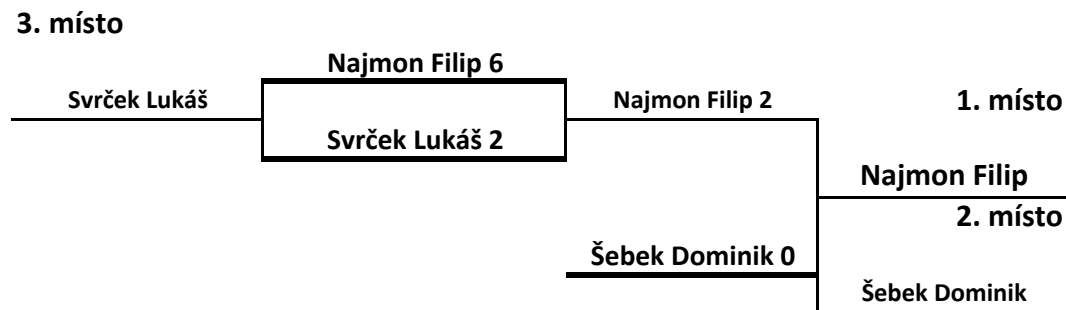 3. místo
Najmon Filip 6
Svrček Lukáš
Najmon Filip 2
1. místo
Svrček Lukáš 2
Najmon Filip
2. místo
Šebek Dominik 0
Šebek Dominik